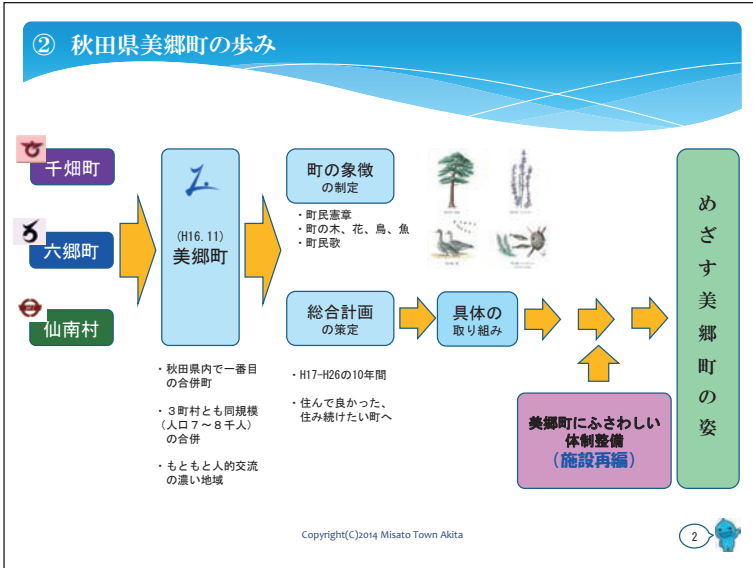 ② 秋田県美郷町の歩み
千畑町
六郷町
仙南村
(H16.11)
美郷町
・秋田県内で一番目
の合併町
・３町村とも同規模
（人口７～８千人）
の合併
・もともと人的交流
の濃い地域
町の象徴
の制定
・町民憲章
・町の木、花、鳥、魚
・町民歌
総合計画
の策定
・H17-H26の10年間
・住んで良かった、
住み続けたい町へ
具体の
取り組み
美郷町にふさわしい
体制整備
（施設再編）
めざす美郷町の姿
Copyright(C)2014 Misato Town Akita
2